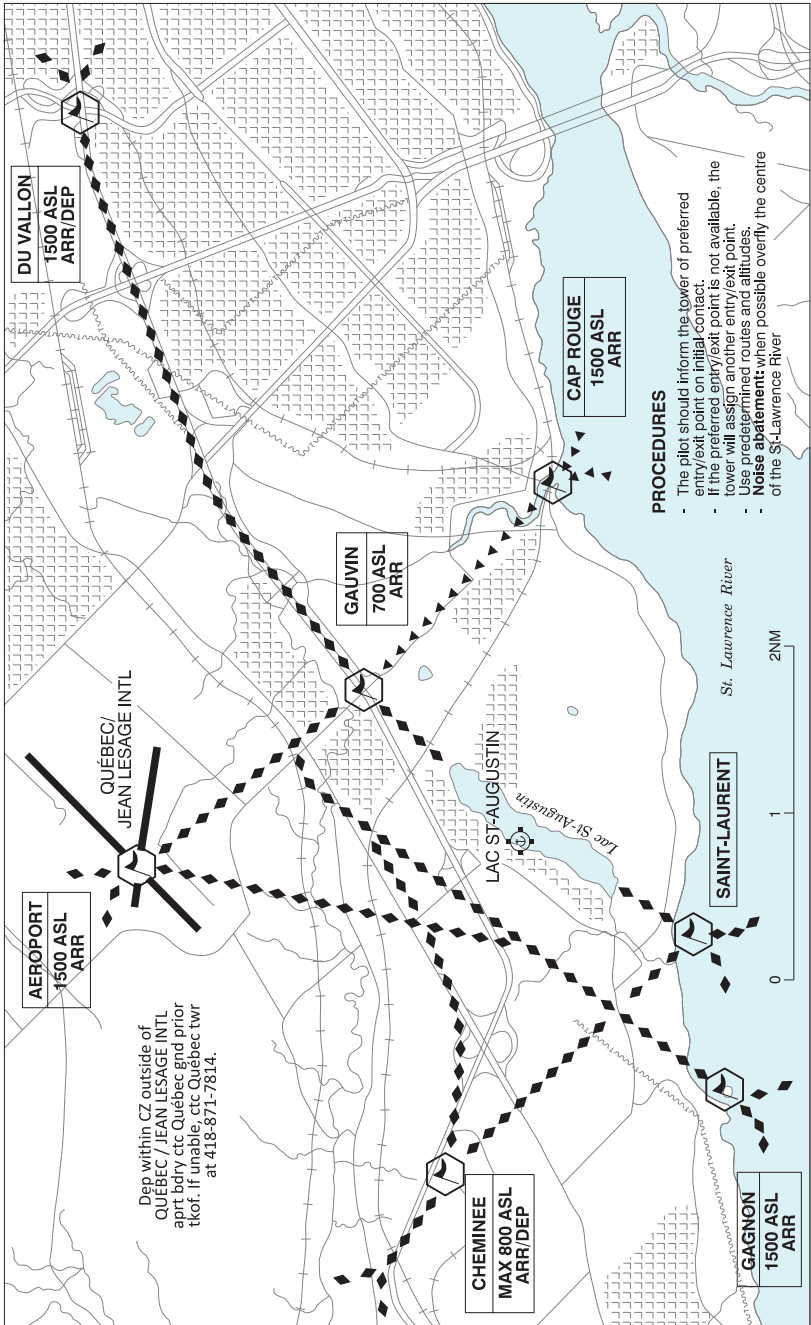 DU VALLON
1500 ASL
ARR/DEP
CAP ROUGE
1500 ASL
ARR
GAUVIN
700 ASL
ARR
QUÉBEC/
JEAN LESAGE INTL
AEROPORT
1500 ASL
ARR
Dep within CZ outside of
QUÉBEC / JEAN LESAGE INTL
aprt bdry ctc Québec gnd prior
tkof. If unable, ctc Québec twr
at 418-871-7814.
LAC ST-AUGUSTIN
Lac St-Augustin
SAINT-LAURENT
CHEMINEE
MAX 800 ASL
ARR/DEP
GAGNON
1500 ASL
ARR
PROCEDURES
- The pilot should inform the tower of preferred
entry/exit point on initial contact.
- If the preferred entry/exit point is not available, the
tower will assign another entry/exit point.
- Use predetermined routes and altitudes.
- Noise abatement: when possible overfly the centre
of the St-Lawrence River
St. Lawrence River
0 1 2NM